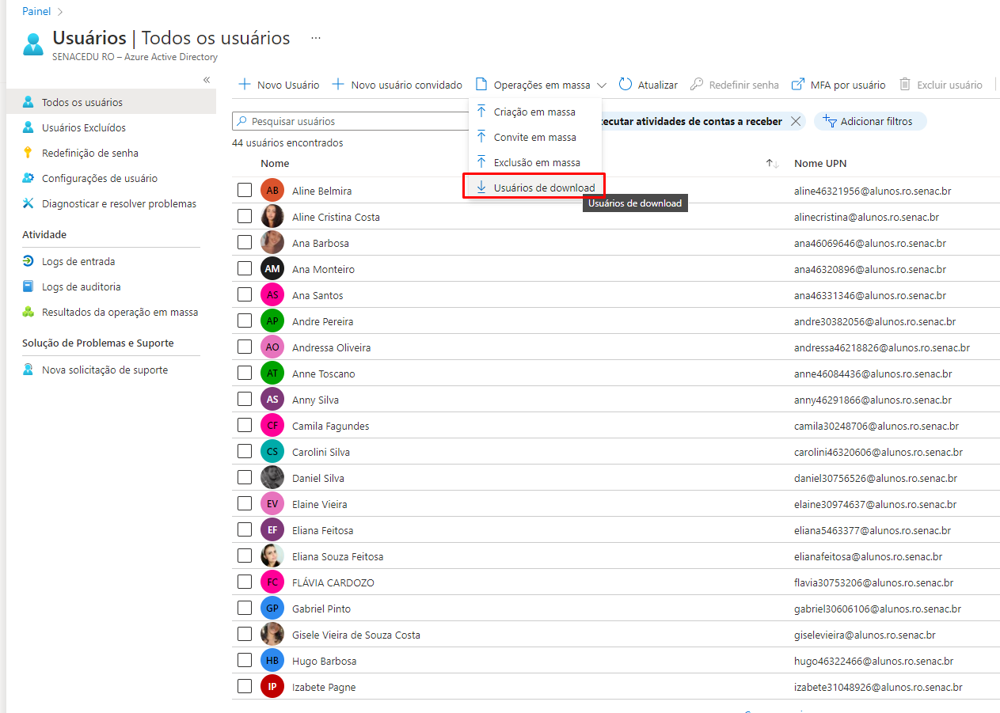 Painel
Usuários | Todos os usuários ...
SENACEDU RO – Azure Active Directory
«
Todos os usuários
Usuários Excluídos
Redefinição de senha
Configurações de usuário
Diagnosticar e resolver problemas
Atividade
Logs de entrada
Logs de auditoria
Resultados da operação em massa
Solução de Problemas e Suporte
Nova solicitação de suporte
Novo Usuário Novo usuário convidado Operações em massa Atualizar Redefinir senha MFA por usuário Excluir usuário
Criação em massa
Convite em massa
Exclusão em massa
Usuários de download
Usuários de download
Pesquisar usuários
atividades de contas a receber Adicionar filtros
44 usuários encontrados
Nome Nome UPN
AB Aline Belmira aline46321956@alunos.ro.senac.br
Aline Cristina Costa alinecristina@alunos.ro.senac.br
Ana Barbosa ana46069646@alunos.ro.senac.br
AM Ana Monteiro ana46320896@alunos.ro.senac.br
AS Ana Santos ana46331346@alunos.ro.senac.br
AP Andre Pereira andre30382056@alunos.ro.senac.br
AO Andressa Oliveira andressa46218826@alunos.ro.senac.br
AT Anne Toscano anne46084436@alunos.ro.senac.br
AS Anny Silva anny46291866@alunos.ro.senac.br
CF Camila Fagundes camila30248706@alunos.ro.senac.br
CS Carolini Silva carolini46320606@alunos.ro.senac.br
Daniel Silva daniel30756526@alunos.ro.senac.br
EV Elaine Vieira elaine30974637@alunos.ro.senac.br
EF Eliana Feitosa eliana5463377@alunos.ro.senac.br
Eliana Souza Feitosa elianafeitosa@alunos.ro.senac.br
FC FLÁVIA CARDOZO flavia30753206@alunos.ro.senac.br
GP Gabriel Pinto gabriel30606106@alunos.ro.senac.br
Gisele Vieira de Souza Costa giselevieira@alunos.ro.senac.br
HB Hugo Barbosa hugo46322466@alunos.ro.senac.br
IP Izabete Pagne izabete31048926@alunos.ro.senac.br